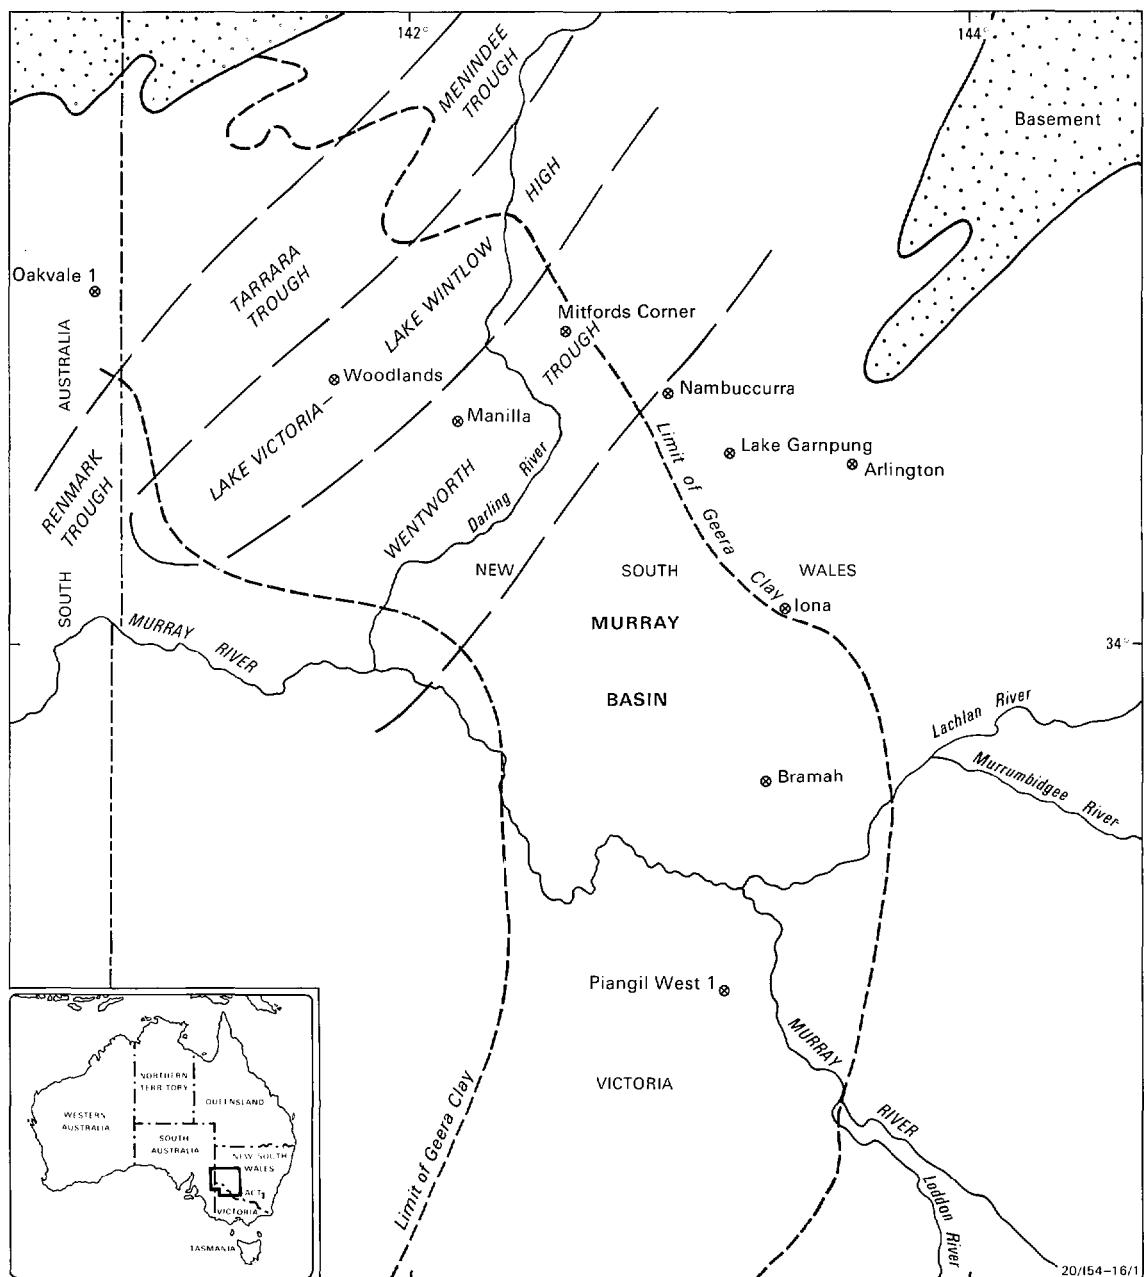 142°
144°
MENINDEE
TROUGH
Basement
HIGH
Oakvale 1
TARRARA
TROUGH
LAKE WINTLOW
Mitfords Corner
TROUGH
AUSTRALIA
Woodlands
Nambuccurra
LAKE VICTORIA–
Manilla
Lake Garnpung
Arlington
Limit of Geera Clay
RENMARK
TROUGH
WENTWORTH
Darling River
NEW SOUTH WALES
SOUTH
Iona
MURRAY
RIVER
MURRAY
BASIN
34°
Lachlan River
Murrumbidgee
River
Bramah
Piangil West 1
MURRAY
RIVER
VICTORIA
Limit of Geera Clay
Loddon
River
NORTHERN
TERRITORY
WESTERN
AUSTRALIA
QUEENSLAND
SOUTH
AUSTRALIA
NEW SOUTH
WALES
ACT
VICTORIA
TASMANIA
20/I54–16/1